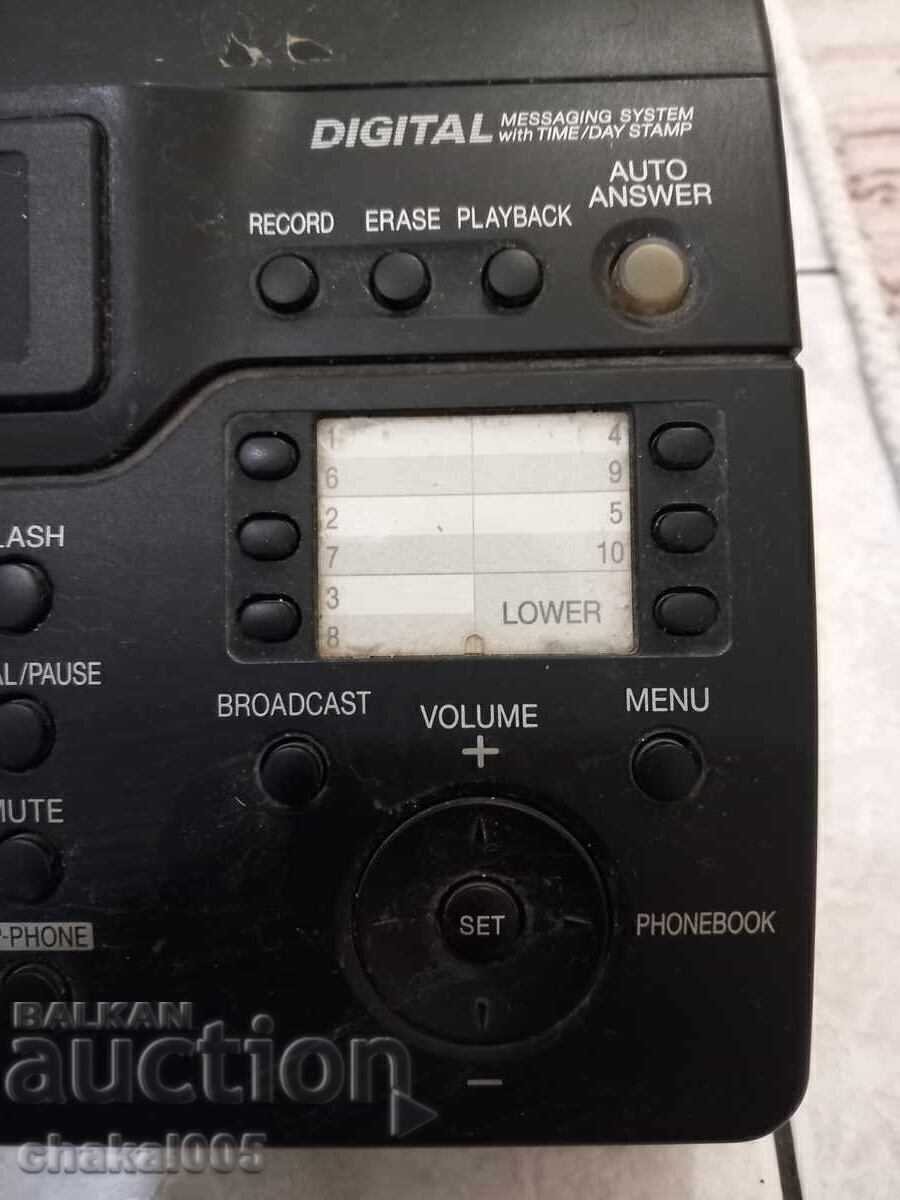 DIGITAL MESSAGING SYSTEM
with TIME/DAY STAMP
AUTO
ANSWER
RECORD ERASE PLAYBACK
1 4
6 9
2 5
7 10
3 LOWER
8
LASH
AL/PAUSE
MUTE
P-PHONE
BROADCAST
VOLUME
+
MENU
SET
PHONEBOOK
−
BALKAN
auction
chakal005